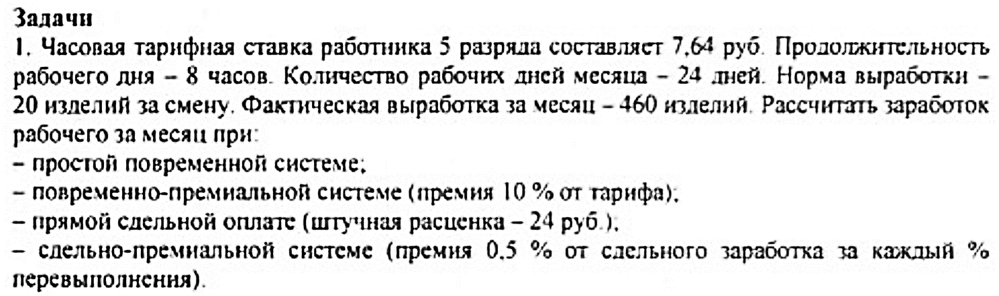 Задачи
1. Часовая тарифная ставка работника 5 разряда составляет 7,64 руб. Продолжительность
рабочего дня – 8 часов. Количество рабочих дней месяца – 24 дней. Норма выработки –
20 изделий за смену. Фактическая выработка за месяц – 460 изделий. Рассчитать заработок
рабочего за месяц при:
– простой повременной системе;
– повременно-премиальной системе (премия 10 % от тарифа);
– прямой сдельной оплате (штучная расценка – 24 руб.);
– сдельно-премиальной системе (премия 0,5 % от сдельного заработка за каждый %
перевыполнения).